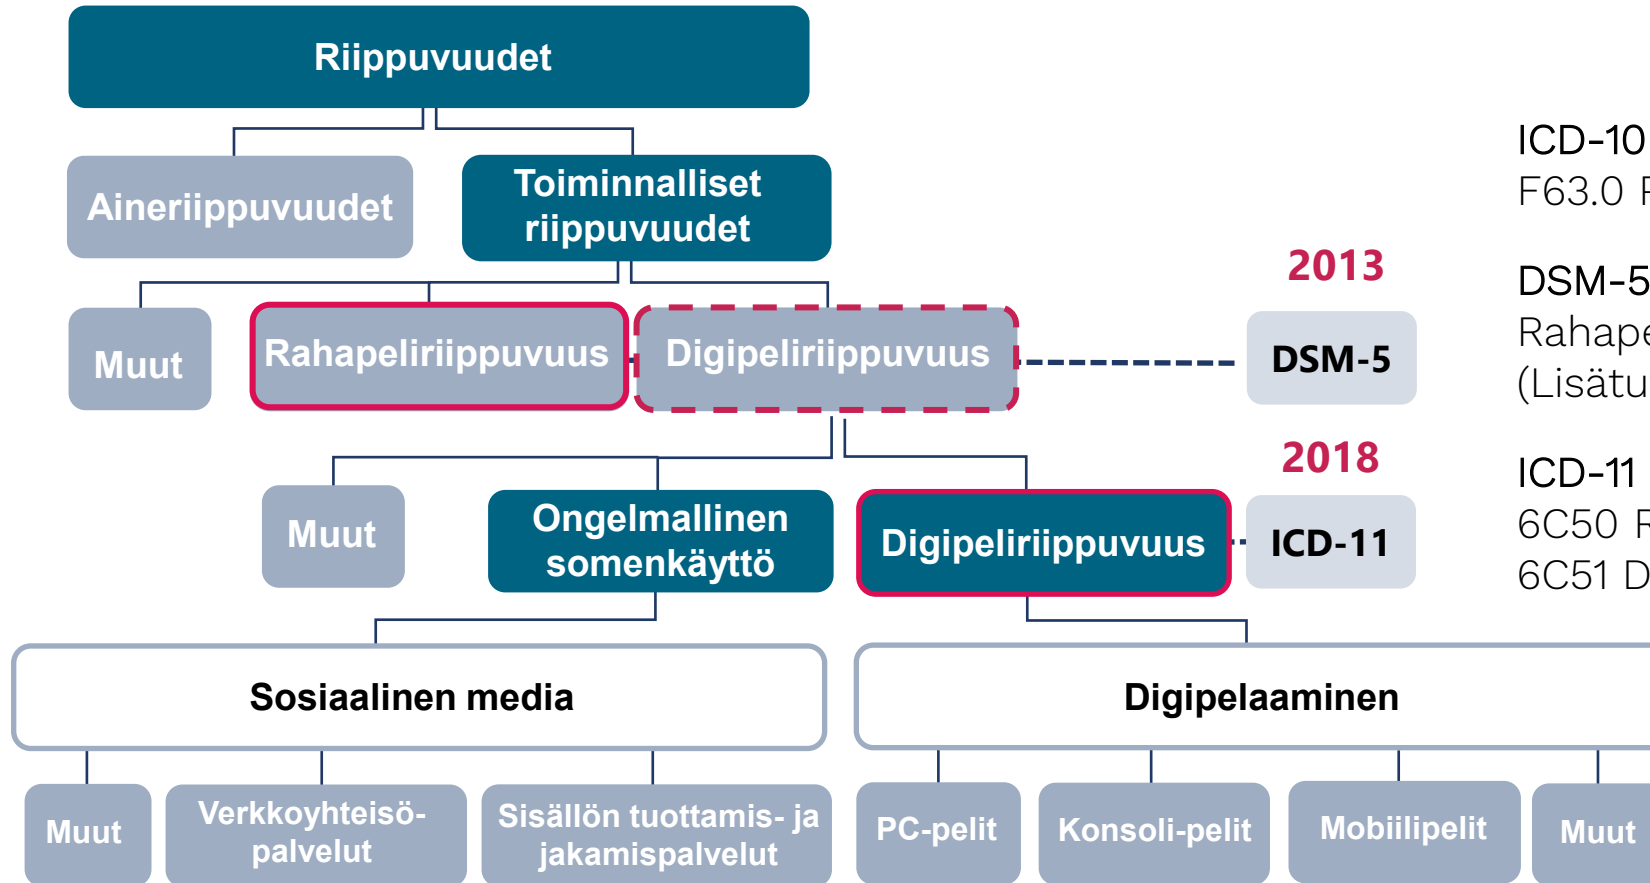 Riippuvuudet
Aineriippuvuudet
Toiminnalliset
riippuvuudet
Muut
Rahapeliriippuvuus
Digipeliriippuvuus
2013
DSM-5
Muut
Ongelmallinen
somenkäyttö
Digipeliriippuvuus
2018
ICD-11
Sosiaalinen media
Digipelaaminen
Muut
Verkkoyhteisö-
palvelut
Sisällön tuottamis- ja
jakamispalvelut
PC-pelit
Konsoli-pelit
Mobiilipelit
Muut
ICD-10
F63.0
DSM-5
ICD-11
6C50
6C51